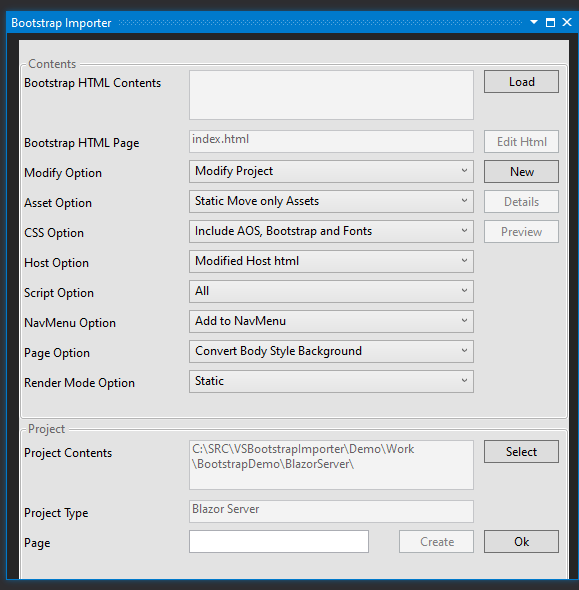 Bootstrap Importer
Contents
Bootstrap HTML Contents
Load
Bootstrap HTML Page
index.html
Edit Html
Modify Option
Modify Project
New
Asset Option
Static Move only Assets
Details
CSS Option
Include AOS, Bootstrap and Fonts
Preview
Host Option
Modified Host html
Script Option
All
NavMenu Option
Add to NavMenu
Page Option
Convert Body Style Background
Render Mode Option
Static
Project
Project Contents
C:\SRC\VSBootstrapImporter\Demo\Work
\BootstrapDemo\BlazorServer\
Select
Project Type
Blazor Server
Page
Create
Ok